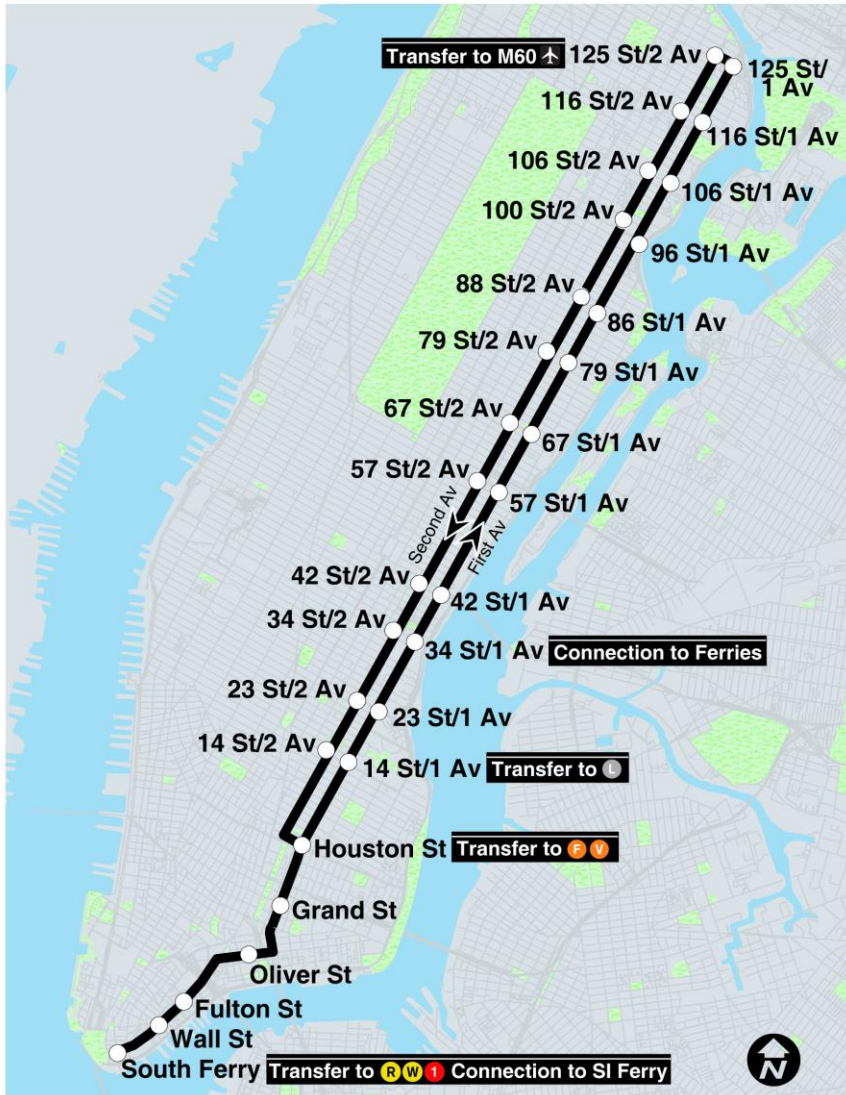 Transfer to M60
125 St/2 Av
125 St/
1 Av
116 St/2 Av
116 St/1 Av
106 St/2 Av
106 St/1 Av
100 St/2 Av
96 St/1 Av
88 St/2 Av
86 St/1 Av
79 St/2 Av
79 St/1 Av
67 St/2 Av
67 St/1 Av
57 St/2 Av
57 St/1 Av
Second Av
First Av
42 St/2 Av
42 St/1 Av
34 St/2 Av
34 St/1 Av
Connection to Ferries
23 St/2 Av
23 St/1 Av
14 St/2 Av
14 St/1 Av
Transfer to L
Houston St
Transfer to F V
Grand St
Oliver St
Fulton St
Wall St
South Ferry
Transfer to R W 1 Connection to SI Ferry
N